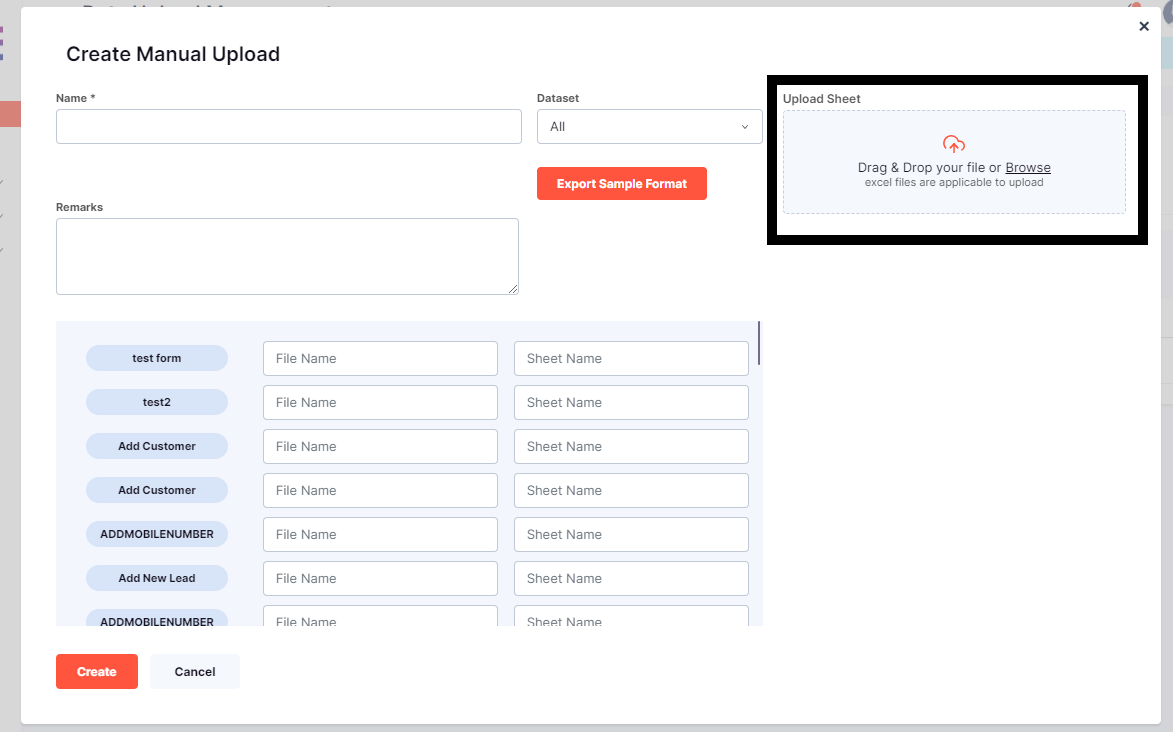 Create Manual Upload
Name *
Dataset
All
Export Sample Format
Upload Sheet
Drag & Drop your file or Browse
excel files are applicable to upload
Remarks
test form File Name Sheet Name
test2 File Name Sheet Name
Add Customer File Name Sheet Name
Add Customer File Name Sheet Name
ADDMOBILENUMBER File Name Sheet Name
Add New Lead File Name Sheet Name
ADDMOBILENUMBER File Name Sheet Name
Create Cancel